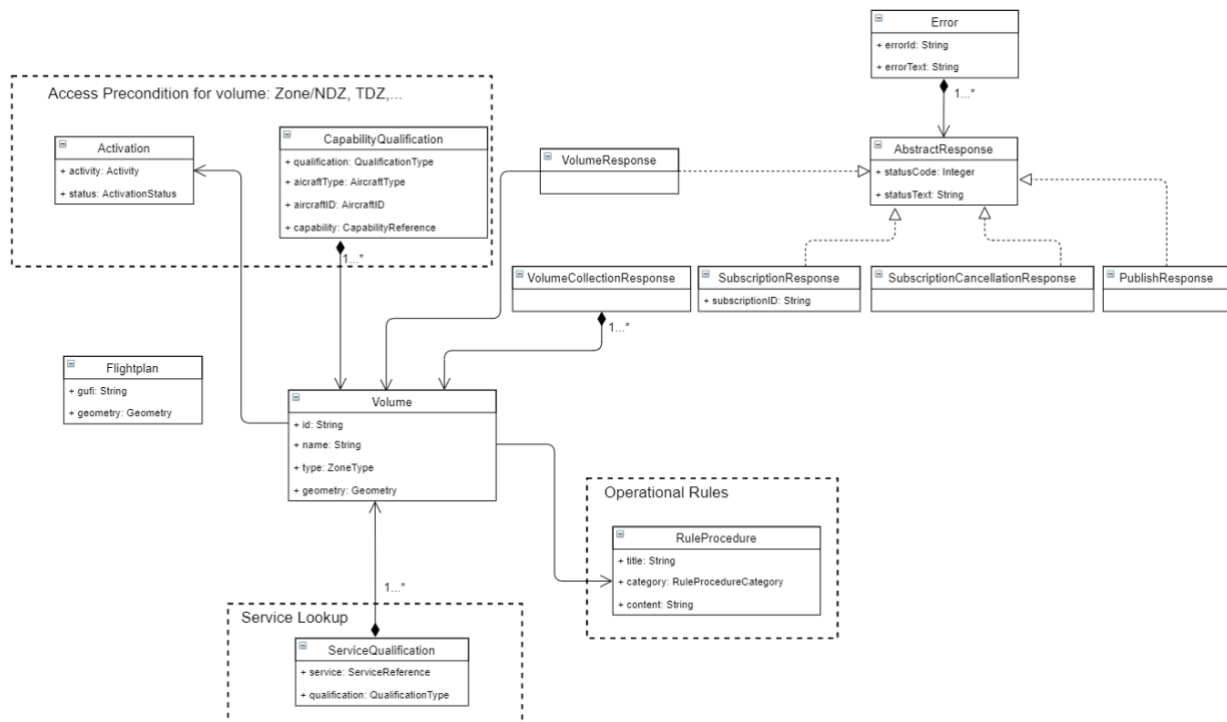 Error
+ errorId: String
+ errorText: String
1...*
Access Precondition for volume: Zone/NDZ, TDZ,...
Activation
+ activity: Activity
+ status: ActivationStatus
CapabilityQualification
+ qualification: QualificationType
+ aicraftType: AircraftType
+ aircraftID: AircraftID
+ capability: CapabilityReference
1...*
VolumeResponse
AbstractResponse
+ statusCode: Integer
+ statusText: String
VolumeCollectionResponse
1...*
SubscriptionResponse
+ subscriptionID: String
SubscriptionCancellationResponse
PublishResponse
Flightplan
+ gufi: String
+ geometry: Geometry
Volume
+ id: String
+ name: String
+ type: ZoneType
+ geometry: Geometry
Operational Rules
RuleProcedure
+ title: String
+ category: RuleProcedureCategory
+ content: String
1...*
Service Lookup
ServiceQualification
+ service: ServiceReference
+ qualification: QualificationType